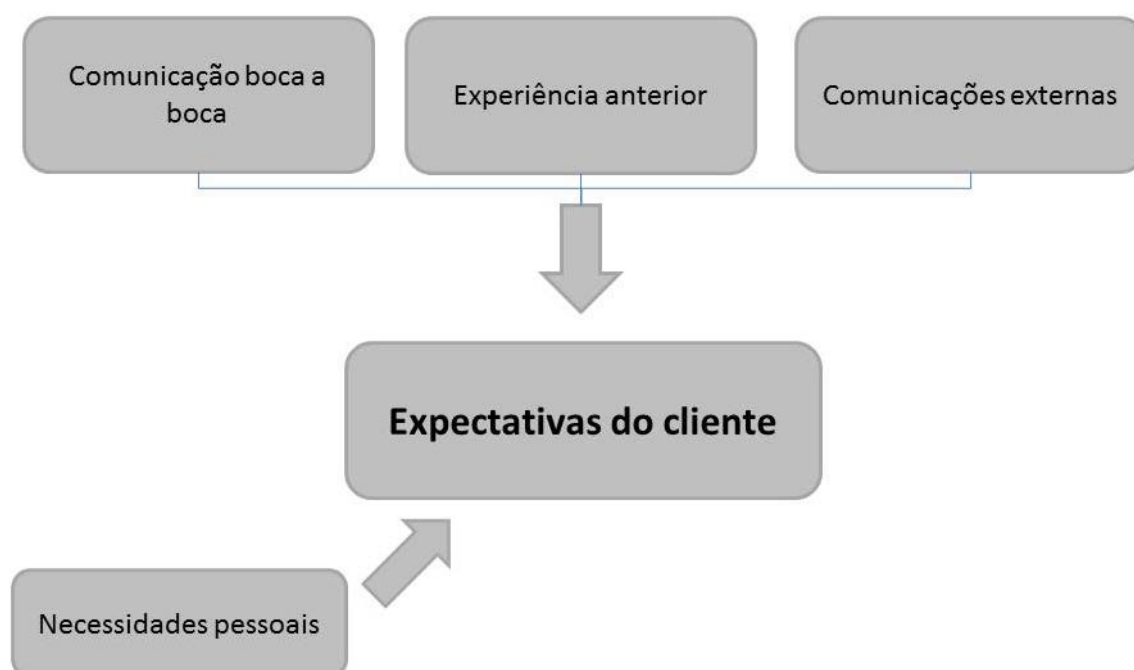 Comunicação boca a
boca
Experiência anterior
Comunicações externas
Expectativas do cliente
Necessidades pessoais